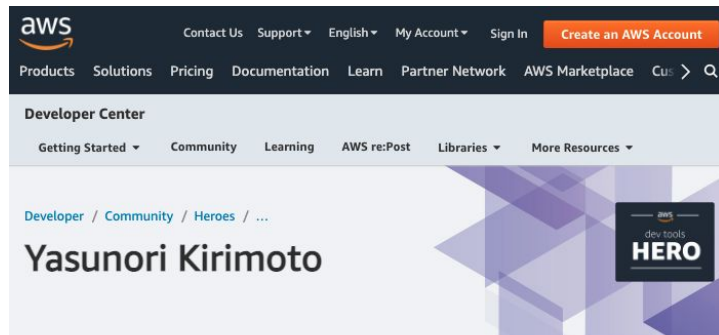 aws
Contact Us Support English My Account Sign In Create an AWS Account
Products Solutions Pricing Documentation Learn Partner Network AWS Marketplace Cus
Developer Center
Getting Started Community Learning AWS re:Post Libraries More Resources
Developer / Community / Heroes / ...
aws
dev tools
HERO
Yasunori Kirimoto